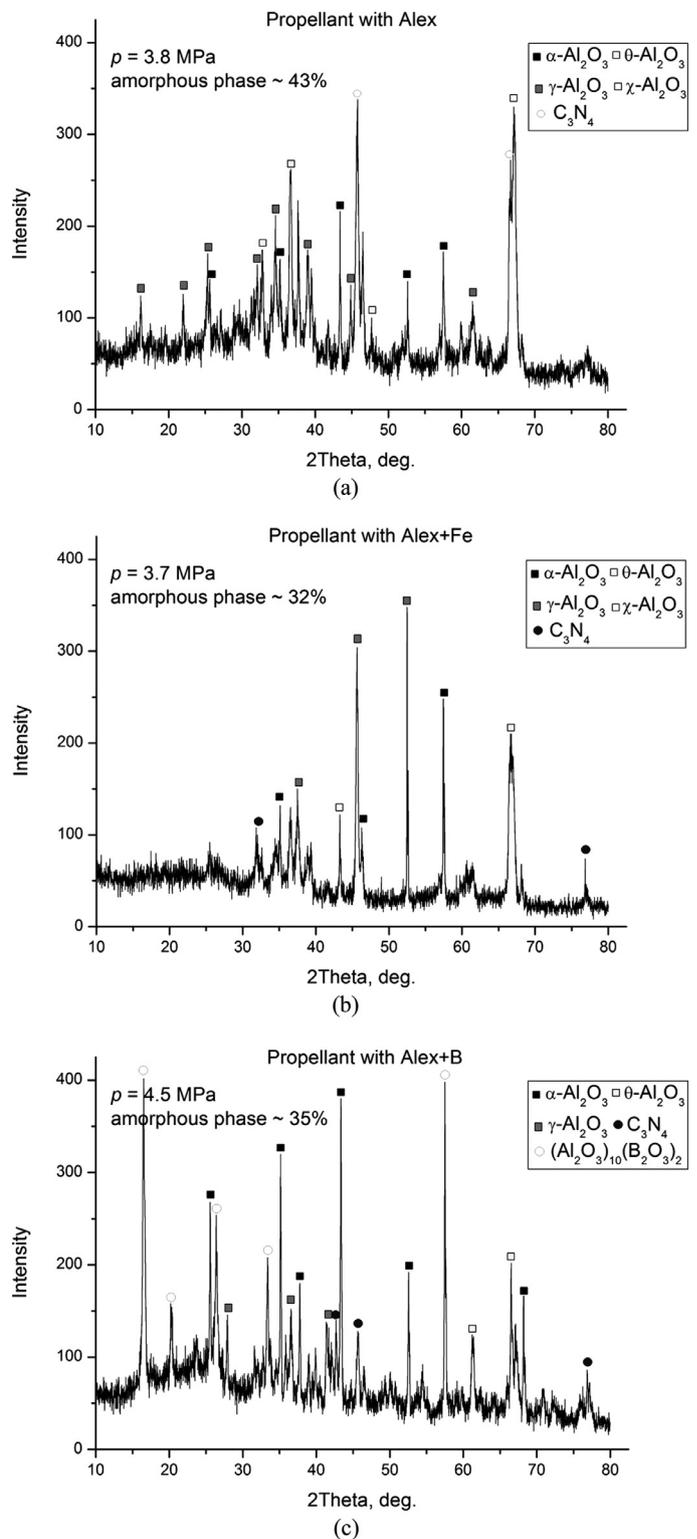 Propellant with Alex
p = 3.8 MPa
amorphous phase ~ 43%
α-Al₂O₃ θ-Al₂O₃
γ-Al₂O₃ χ-Al₂O₃
C₃N₄
400
300
200
100
0
Intensity
10 20 30 40 50 60 70 80
2Theta, deg.
(a)
Propellant with Alex+Fe
p = 3.7 MPa
amorphous phase ~ 32%
α-Al₂O₃ θ-Al₂O₃
γ-Al₂O₃ χ-Al₂O₃
C₃N₄
400
300
200
100
0
Intensity
10 20 30 40 50 60 70 80
2Theta, deg.
(b)
Propellant with Alex+B
p = 4.5 MPa
amorphous phase ~ 35%
α-Al₂O₃ θ-Al₂O₃
γ-Al₂O₃ C₃N₄
(Al₂O₃)₁₀(B₂O₃)₂
400
300
200
100
0
Intensity
10 20 30 40 50 60 70 80
2Theta, deg.
(c)